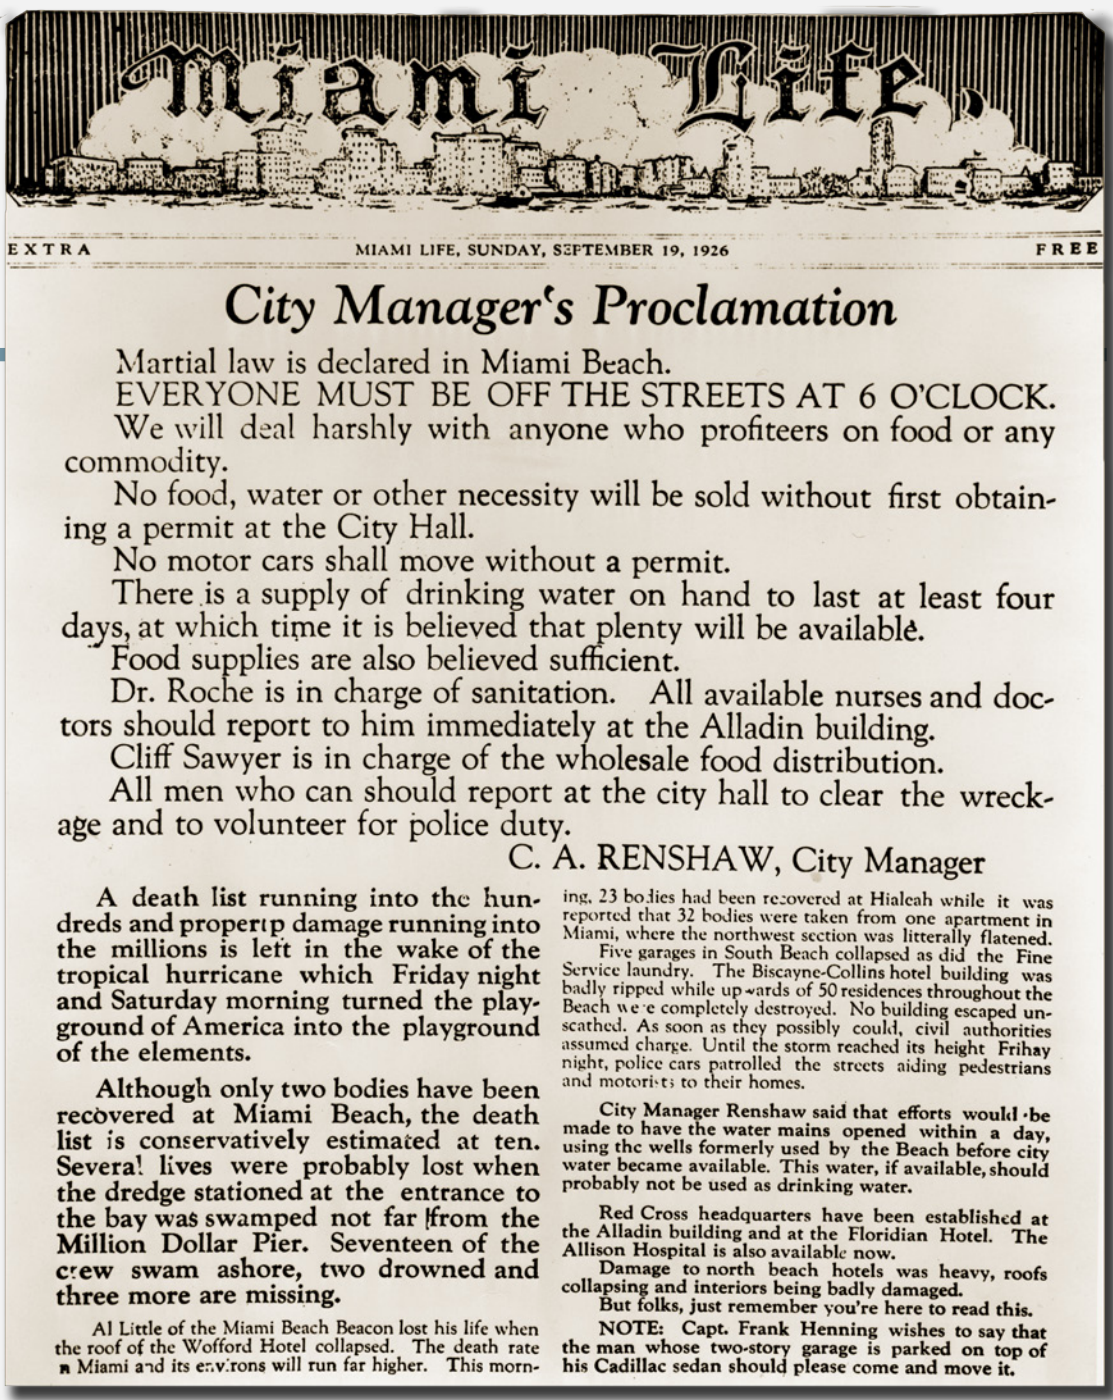 Miami Life,
EXTRA MIAMI LIFE, SUNDAY, SEPTEMBER 19, 1926 FREE
City Manager's Proclamation
Martial law is declared in Miami Beach.
EVERYONE MUST BE OFF THE STREETS AT 6 O'CLOCK.
We will deal harshly with anyone who profiteers on food or any
commodity.
No food, water or other necessity will be sold without first obtain-
ing a permit at the City Hall.
No motor cars shall move without a permit.
There is a supply of drinking water on hand to last at least four
days, at which time it is believed that plenty will be available.
Food supplies are also believed sufficient.
Dr. Roche is in charge of sanitation. All available nurses and doc-
tors should report to him immediately at the Alladin building.
Cliff Sawyer is in charge of the wholesale food distribution.
All men who can should report at the city hall to clear the wreck-
age and to volunteer for police duty.
C. A. RENSHAW, City Manager
A death list running into the hun-
dreds and propertp damage running into
the millions is left in the wake of the
tropical hurricane which Friday night
and Saturday morning turned the play-
ground of America into the playground
of the elements.
Although only two bodies have been
recovered at Miami Beach, the death
list is conservatively estimated at ten.
Several lives were probably lost when
the dredge stationed at the entrance to
the bay was swamped not far from the
Million Dollar Pier. Seventeen of the
crew swam ashore, two drowned and
three more are missing.
Al Little of the Miami Beach Beacon lost his life when
the roof of the Wofford Hotel collapsed. The death rate
n Miami and its environs will run far higher. This morn-
ing, 23 bodies had been recovered at Hialeah while it was
reported that 32 bodies were taken from one apartment in
Miami, where the northwest section was litterally flatened.
Five garages in South Beach collapsed as did the Fine
Service laundry. The Biscayne-Collins hotel building was
badly ripped while upwards of 50 residences throughout the
Beach were completely destroyed. No building escaped un-
scathed. As soon as they possibly could, civil authorities
assumed charge. Until the storm reached its height Frihay
night, police cars patrolled the streets aiding pedestrians
and motorists to their homes.
City Manager Renshaw said that efforts would be
made to have the water mains opened within a day,
using the wells formerly used by the Beach before city
water became available. This water, if available, should
probably not be used as drinking water.
Red Cross headquarters have been established at
the Alladin building and at the Floridian Hotel. The
Allison Hospital is also available now.
Damage to north beach hotels was heavy, roofs
collapsing and interiors being badly damaged.
But folks, just remember you're here to read this.
NOTE: Capt. Frank Henning wishes to say that
the man whose two-story garage is parked on top of
his Cadillac sedan should please come and move it.